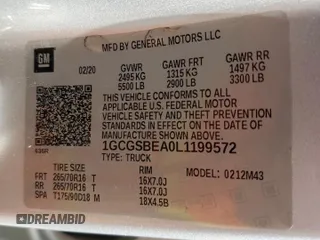 MFD BY GENERAL MOTORS LLC
GM
02/20
GVWR GAWR FRT GAWR RR
2495 KG 1315 KG 1497 KG
5500 LB 2900 LB 3300 LB
THIS VEHICLE CONFORMS TO ALL
APPLICABLE U.S. FEDERAL MOTOR
VEHICLE SAFETY AND THEFT
PREVENTION STANDARDS IN EFFECT
ON THE DATE OF MANUFACTURE
SHOWN ABOVE.
1GCGSBEA0L1199572
TYPE: TRUCK
TIRE SIZE RIM MODEL: 0212M43
FRT 265/70R16 T 16X7.0J
RR 265/70R16 T 16X7.0J
SPA T175/90D18 M 18X4.5B
DREAMBID